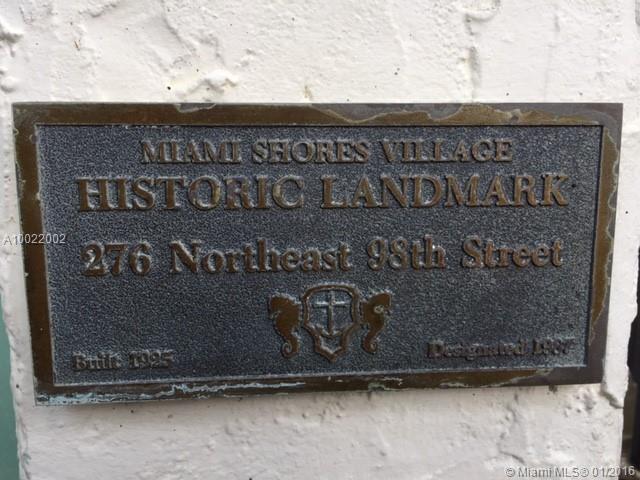 MIAMI SHORES VILLAGE
HISTORIC LANDMARK
A10022002
276 Northeast 98th Street
Built 1925
Designated 1987
© Miami MLS® 01/2016